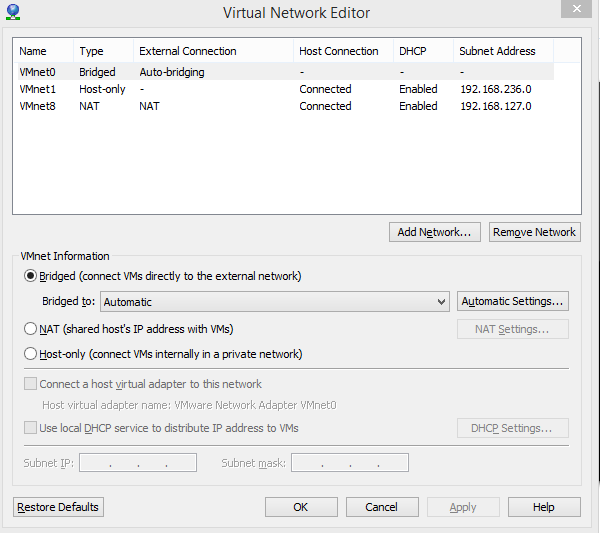 Virtual Network Editor
Name Type External Connection Host Connection DHCP Subnet Address
VMnet0 Bridged Auto-bridging - - -
VMnet1 Host-only - Connected Enabled 192.168.236.0
VMnet8 NAT NAT Connected Enabled 192.168.127.0
Add Network... Remove Network
VMnet Information
Bridged (connect VMs directly to the external network)
Bridged to: Automatic Automatic Settings...
NAT (shared host's IP address with VMs) NAT Settings...
Host-only (connect VMs internally in a private network)
Connect a host virtual adapter to this network
Host virtual adapter name: VMware Network Adapter VMnet0
Use local DHCP service to distribute IP address to VMs DHCP Settings...
Subnet IP: . . . Subnet mask: . . .
Restore Defaults OK Cancel Apply Help